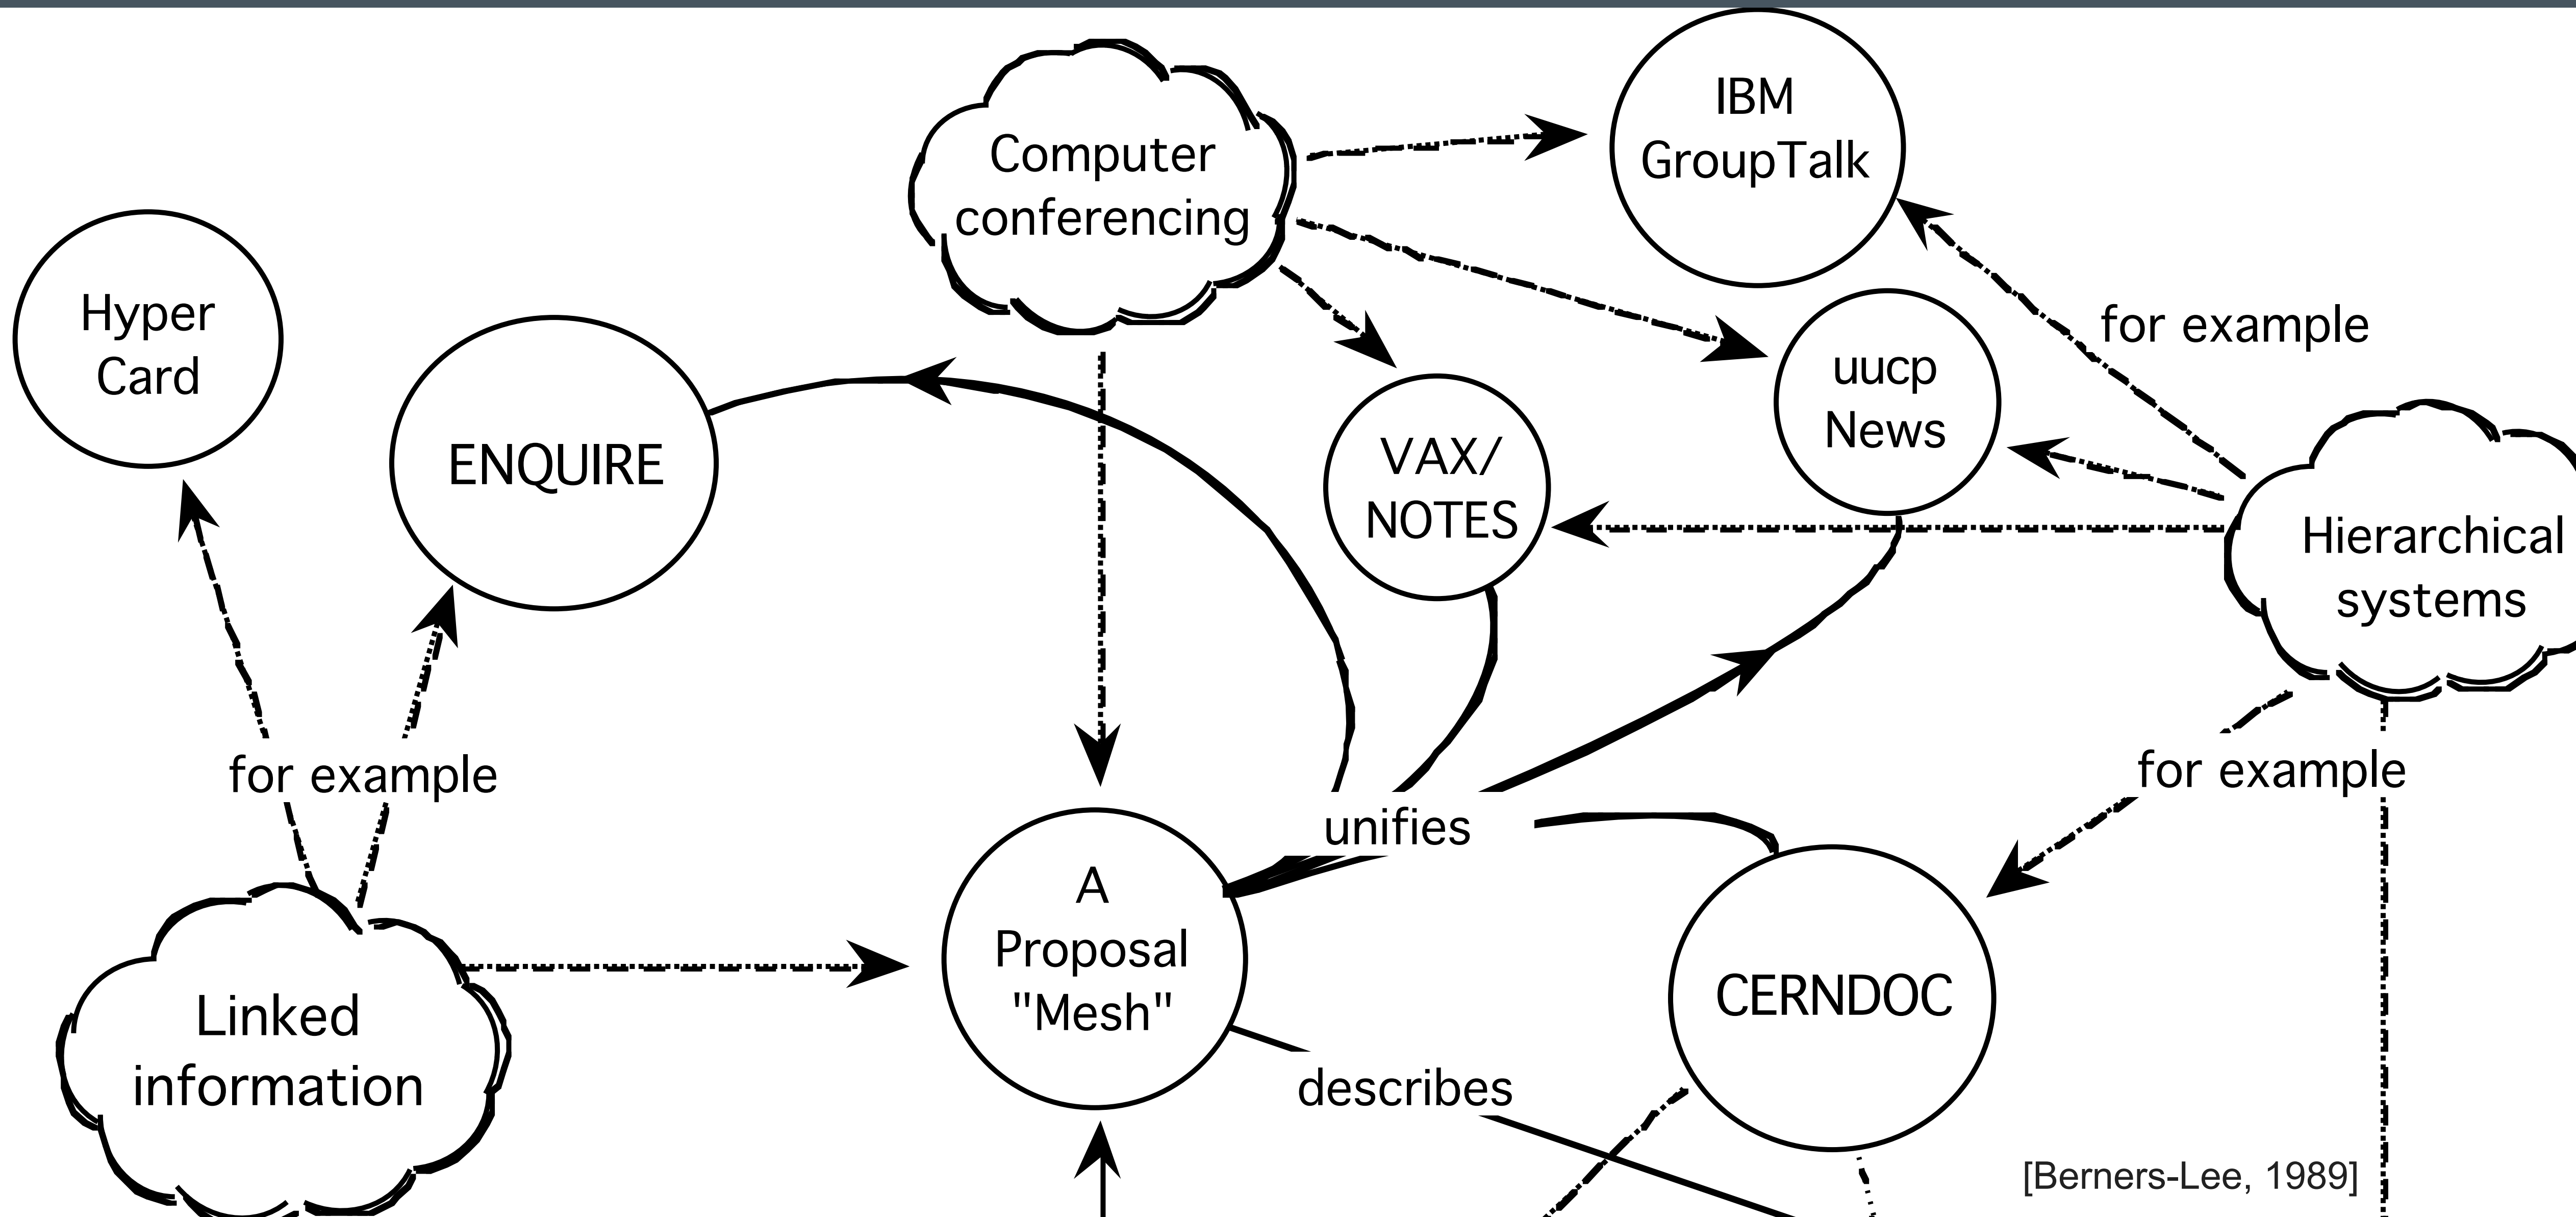 IBM
GroupTalk
Computer
conferencing
Hyper
Card
for example
uucp
News
ENQUIRE
VAX/
NOTES
Hierarchical
systems
for example
for example
unifies
A
Proposal
"Mesh"
CERNDOC
Linked
information
describes
[Berners-Lee, 1989]